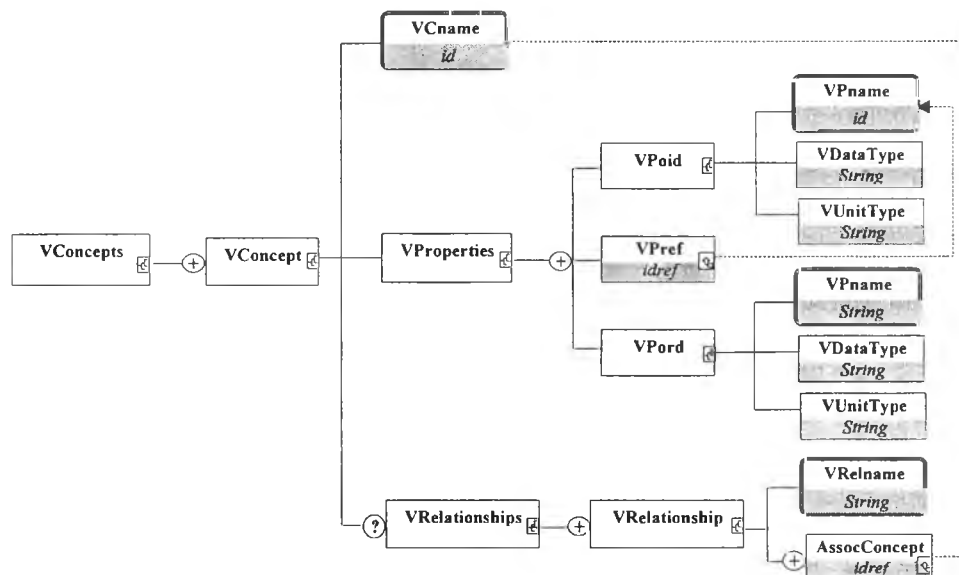 VCname
id
VPname
id
VPoid
VDataType
String
VUnitType
String
VConcepts
+
VConcept
VProperties
+
VPref
idref
VPname
String
VPord
VDataType
String
VUnitType
String
VRelname
String
?
VRelationships
+
VRelationship
+
AssocConcept
idref